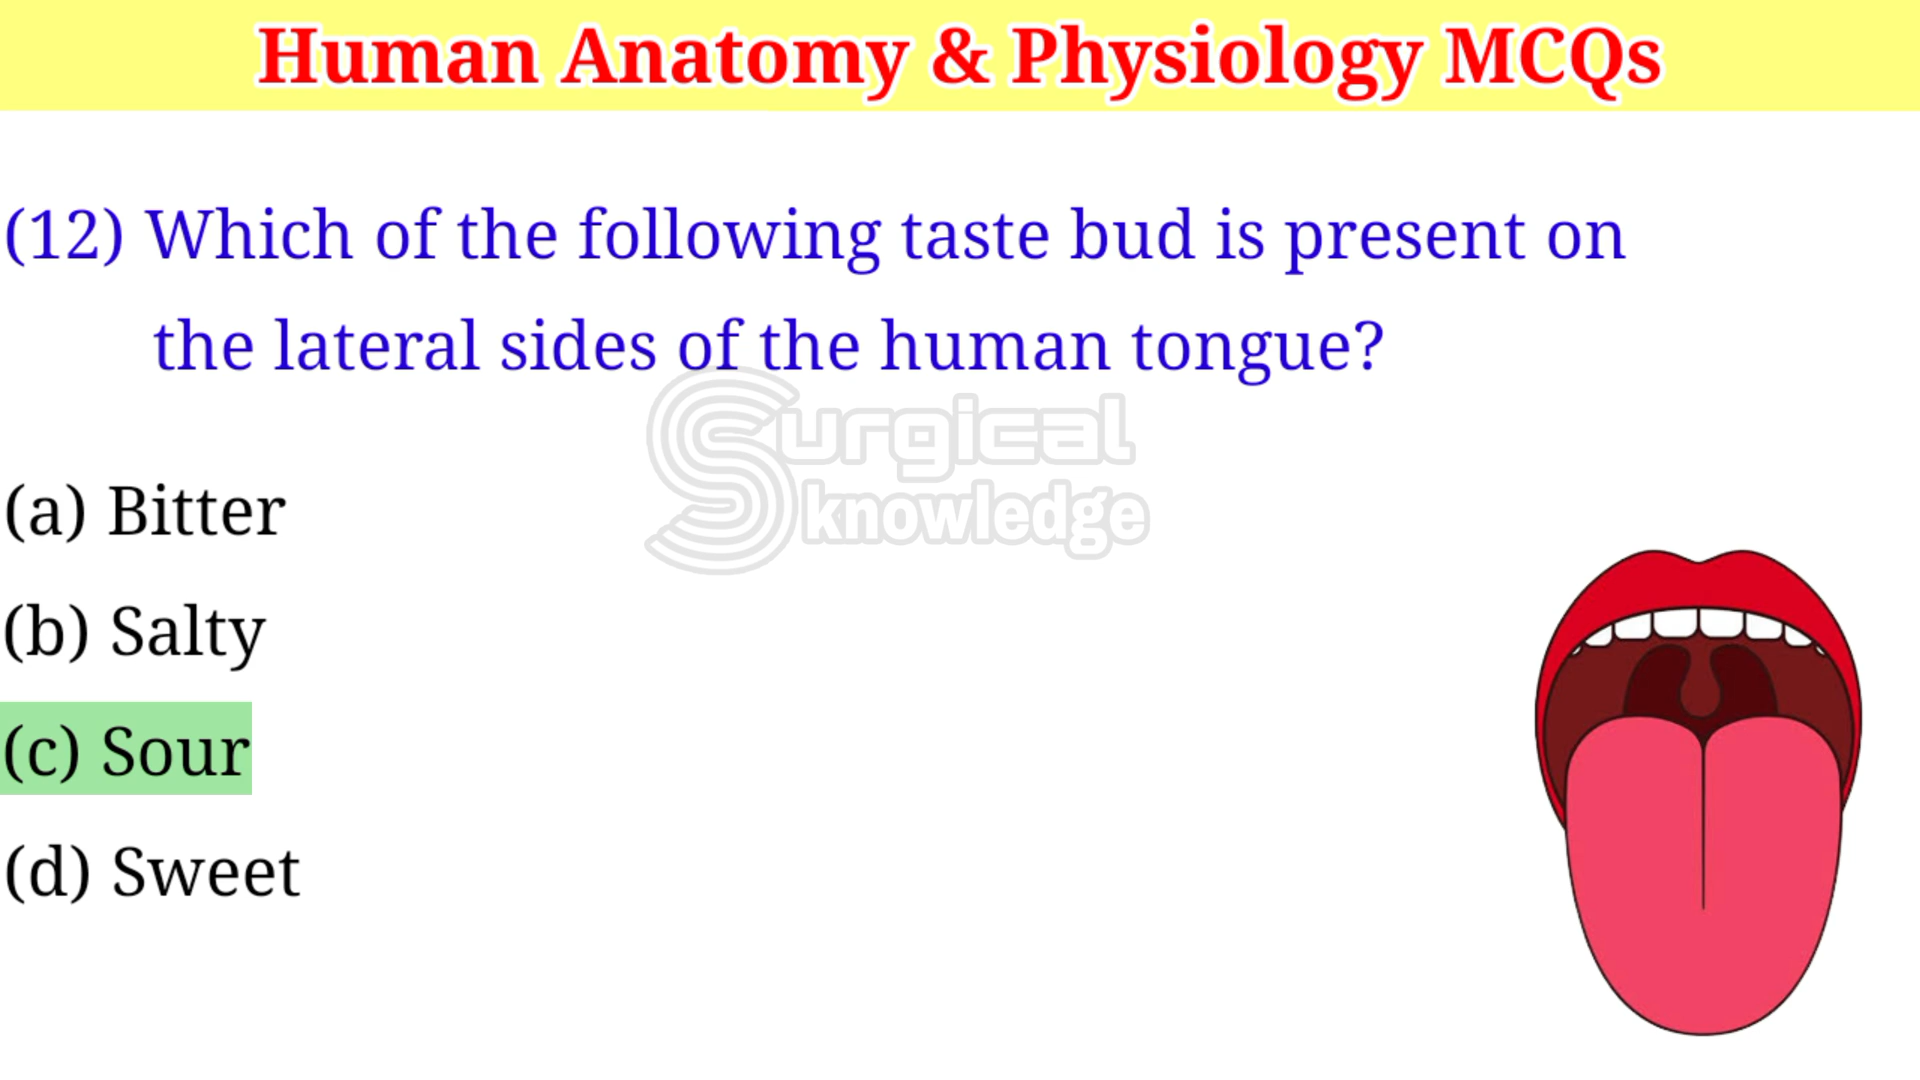 Human Anatomy & Physiology MCQs
(12) Which of the following taste bud is present on
the lateral sides of the human tongue?
Surgical
knowledge
(a) Bitter
(b) Salty
(c) Sour
(d) Sweet